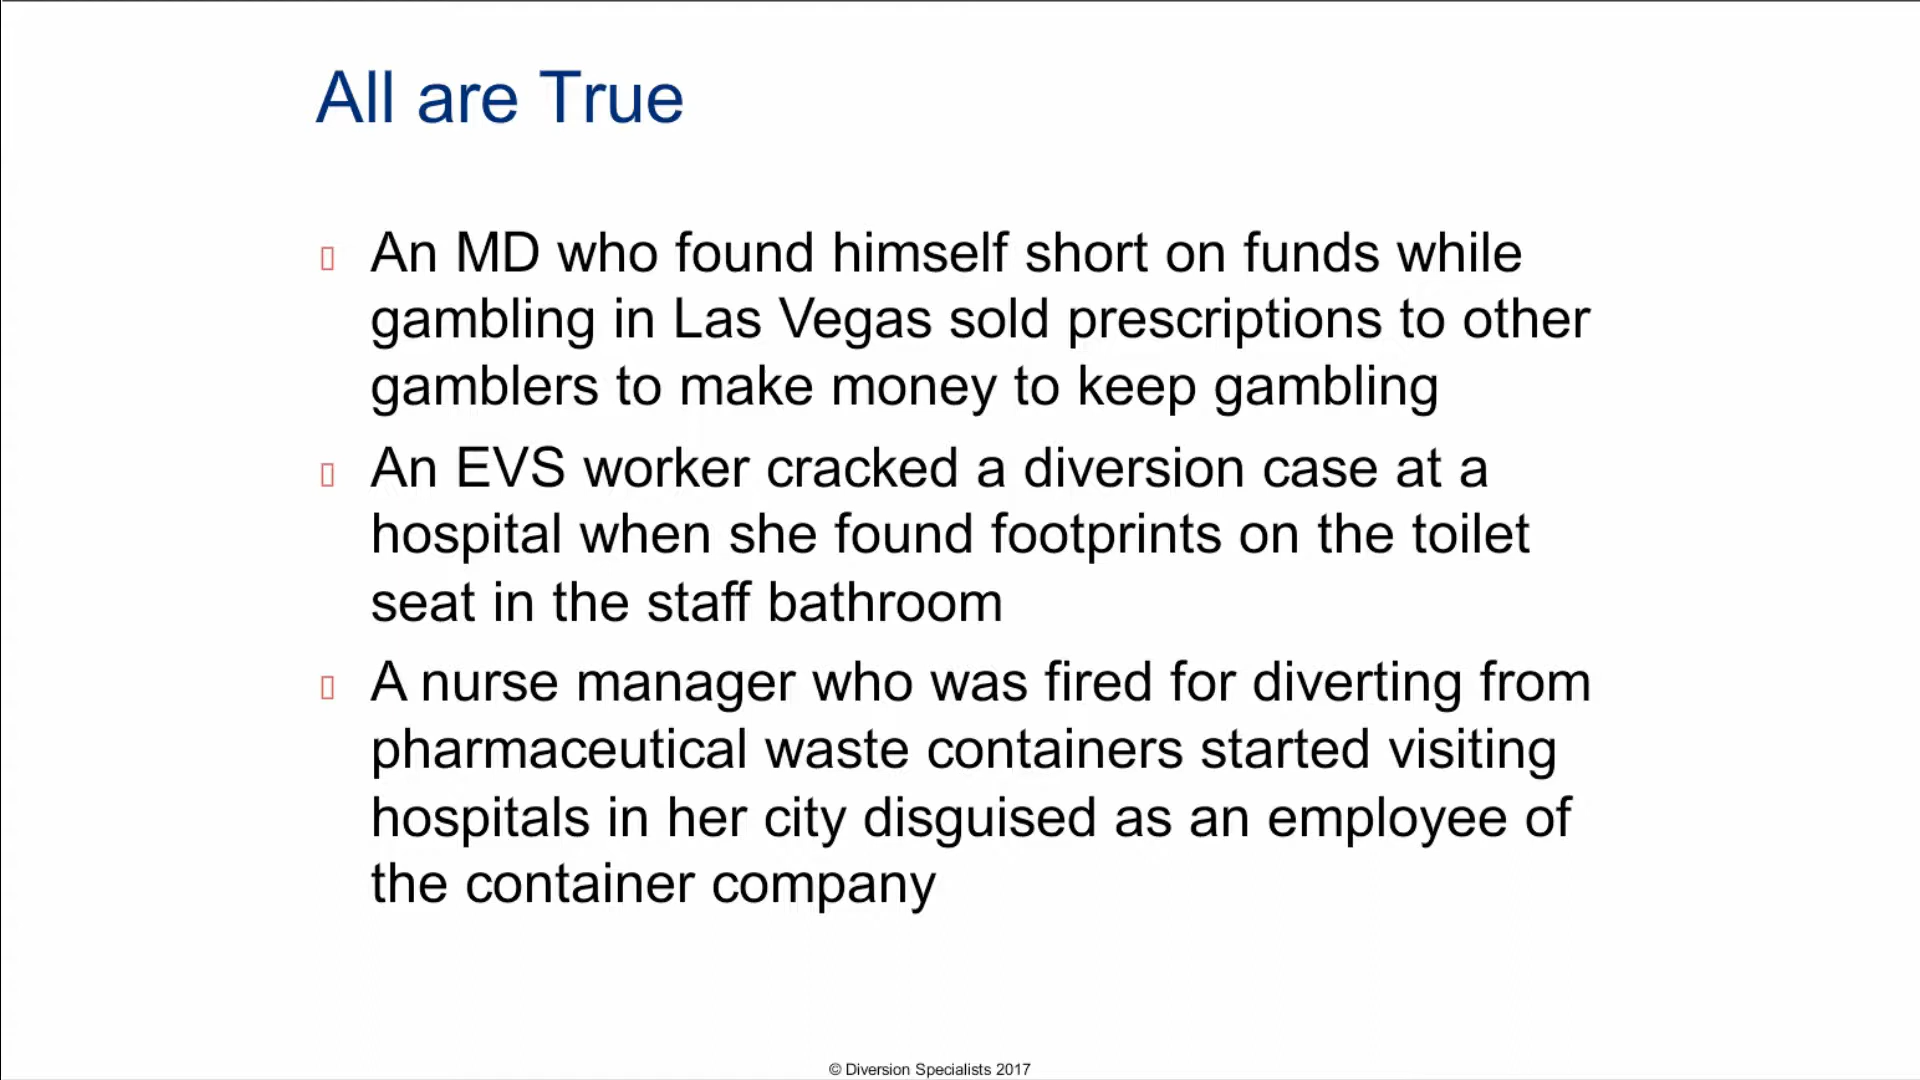 All are True
An MD who found himself short on funds while
gambling in Las Vegas sold prescriptions to other
gamblers to make money to keep gambling
An EVS worker cracked a diversion case at a
hospital when she found footprints on the toilet
seat in the staff bathroom
A nurse manager who was fired for diverting from
pharmaceutical waste containers started visiting
hospitals in her city disguised as an employee of
the container company
© Diversion Specialists 2017